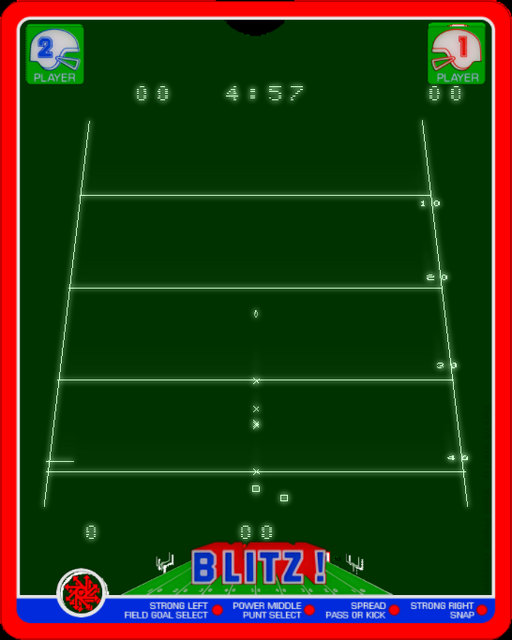 2
PLAYER
1
PLAYER
00 4:57 00
10
20
30
40
0 00
BLITZ!
STRONG LEFT POWER MIDDLE SPREAD STRONG RIGHT
FIELD GOAL SELECT PUNT SELECT PASS OR KICK SNAP